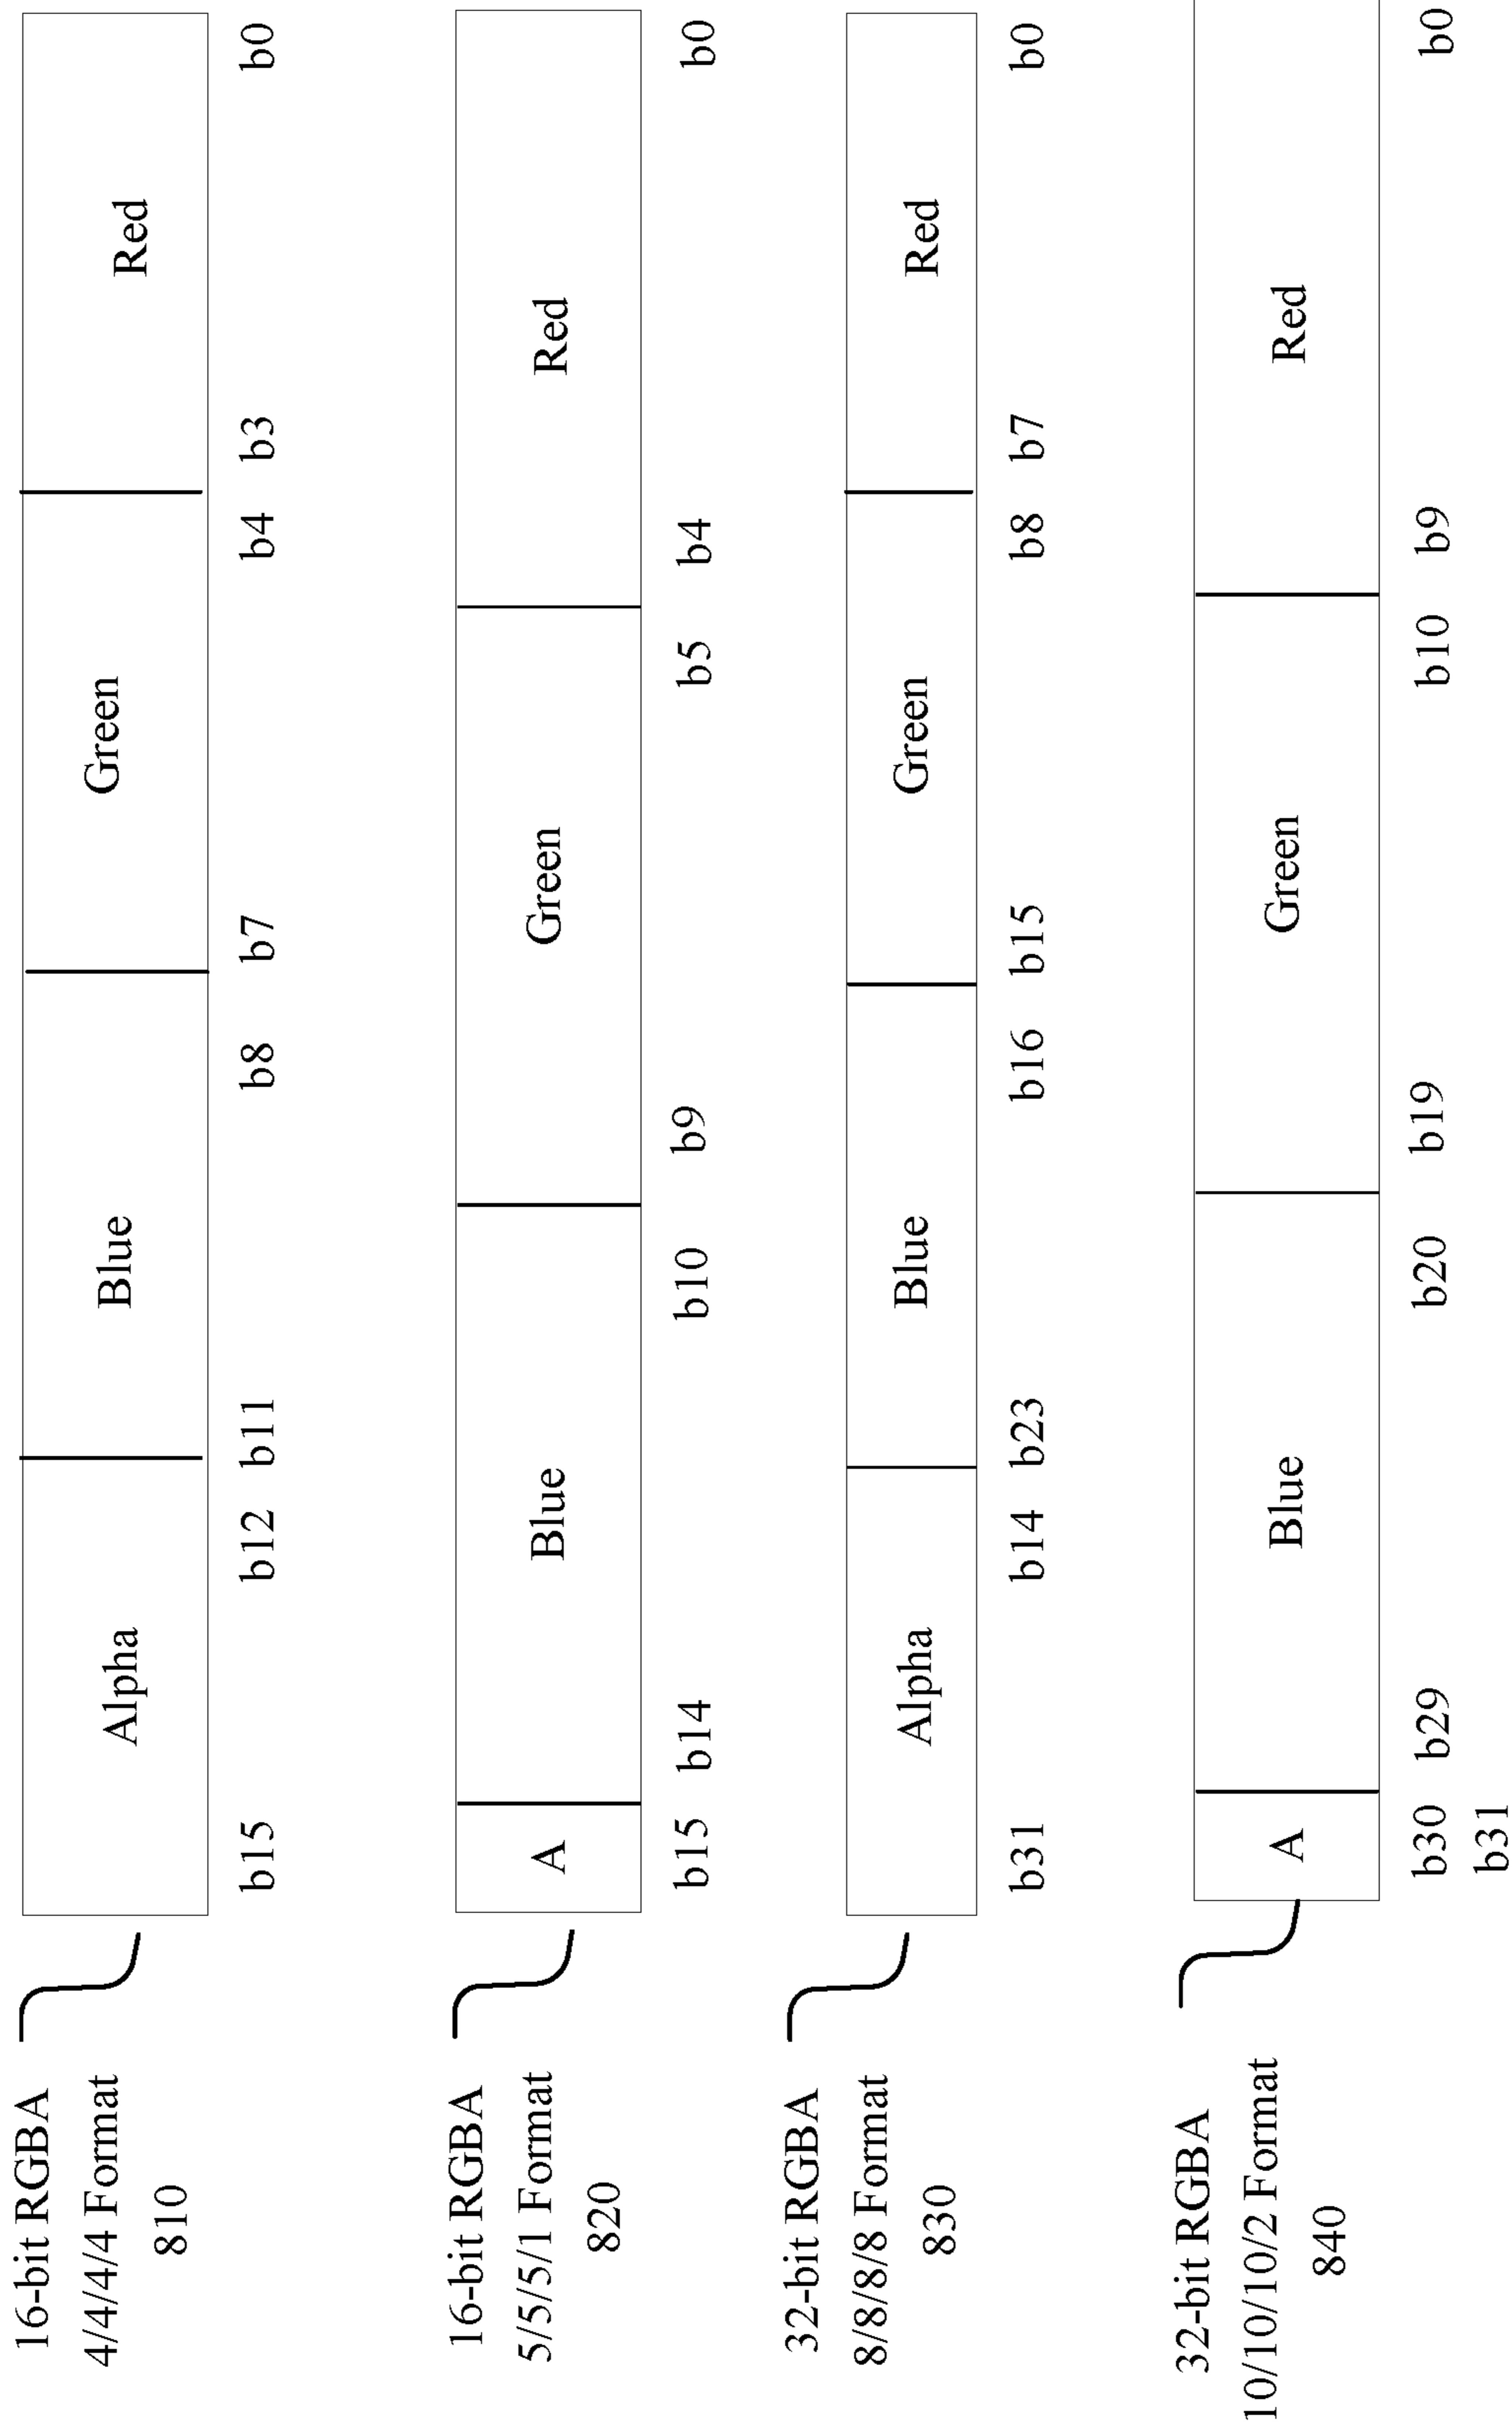 16-bit RGBA
4/4/4/4 Format
810
Alpha Blue Green Red
b15 b12 b11 b8 b7 b4 b3 b0
16-bit RGBA
5/5/5/1 Format
820
A Blue Green Red
b15 b14 b10 b9 b5 b4 b0
32-bit RGBA
8/8/8/8 Format
830
Alpha Blue Green Red
b31 b14 b23 b16 b15 b8 b7 b0
32-bit RGBA
10/10/10/2 Format
840
A Blue Green Red
b30 b29 b20 b19 b10 b9 b0
b31